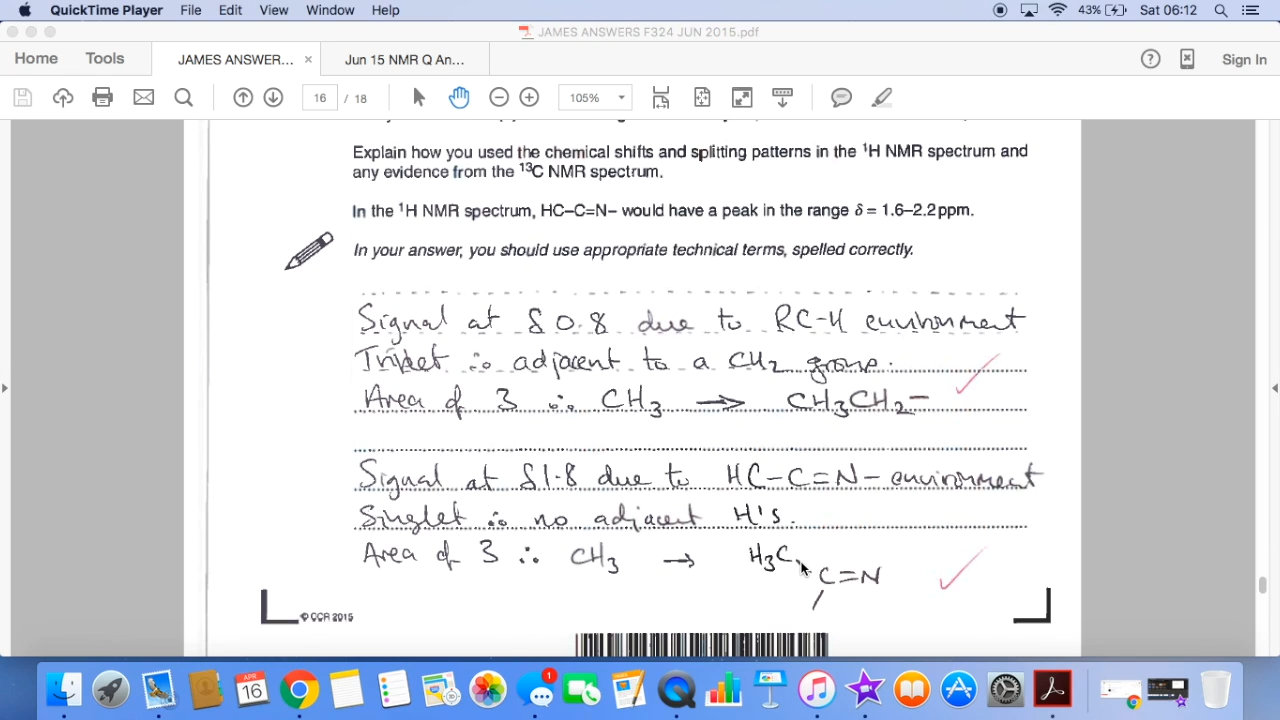 QuickTime Player File Edit View Window Help 43% Sat 06:12
JAMES ANSWERS F324 JUN 2015.pdf
Home Tools JAMES ANSWER... × Jun 15 NMR Q An... Sign In
16 / 18 105%
Explain how you used the chemical shifts and splitting patterns in the ¹H NMR spectrum and
any evidence from the ¹³C NMR spectrum.
In the ¹H NMR spectrum, HC–C=N– would have a peak in the range δ = 1.6–2.2 ppm.
In your answer, you should use appropriate technical terms, spelled correctly.
Signal at δ 0.8 due to RC-H environment
Triplet ∴ adjacent to a CH₂ group.
Area of 3 ∴ CH₃ → CH₃CH₂–
Signal at δ1.8 due to HC-C=N- environment
Singlet ∴ no adjacent H's.
Area of 3 ∴ CH₃ → H₃C
C=N
© OCR 2015
APR
16
1